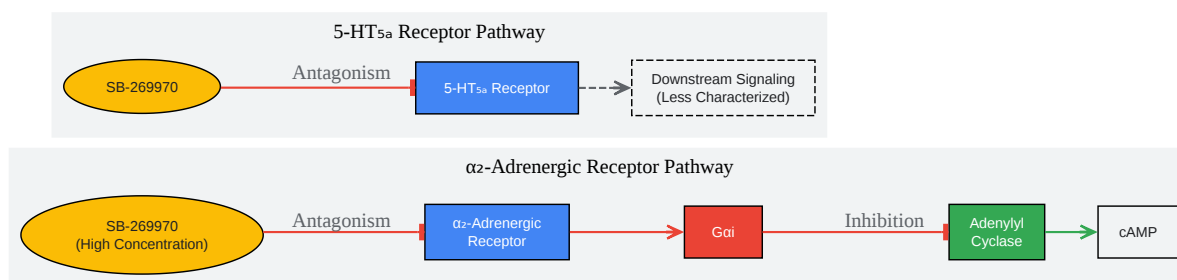 5-HT₅ₐ Receptor Pathway
SB-269970
Antagonism
5-HT₅ₐ Receptor
Downstream Signaling
(Less Characterized)
α₂-Adrenergic Receptor Pathway
SB-269970
(High Concentration)
Antagonism
α₂-Adrenergic
Receptor
Gαi
Inhibition
Adenylyl
Cyclase
cAMP